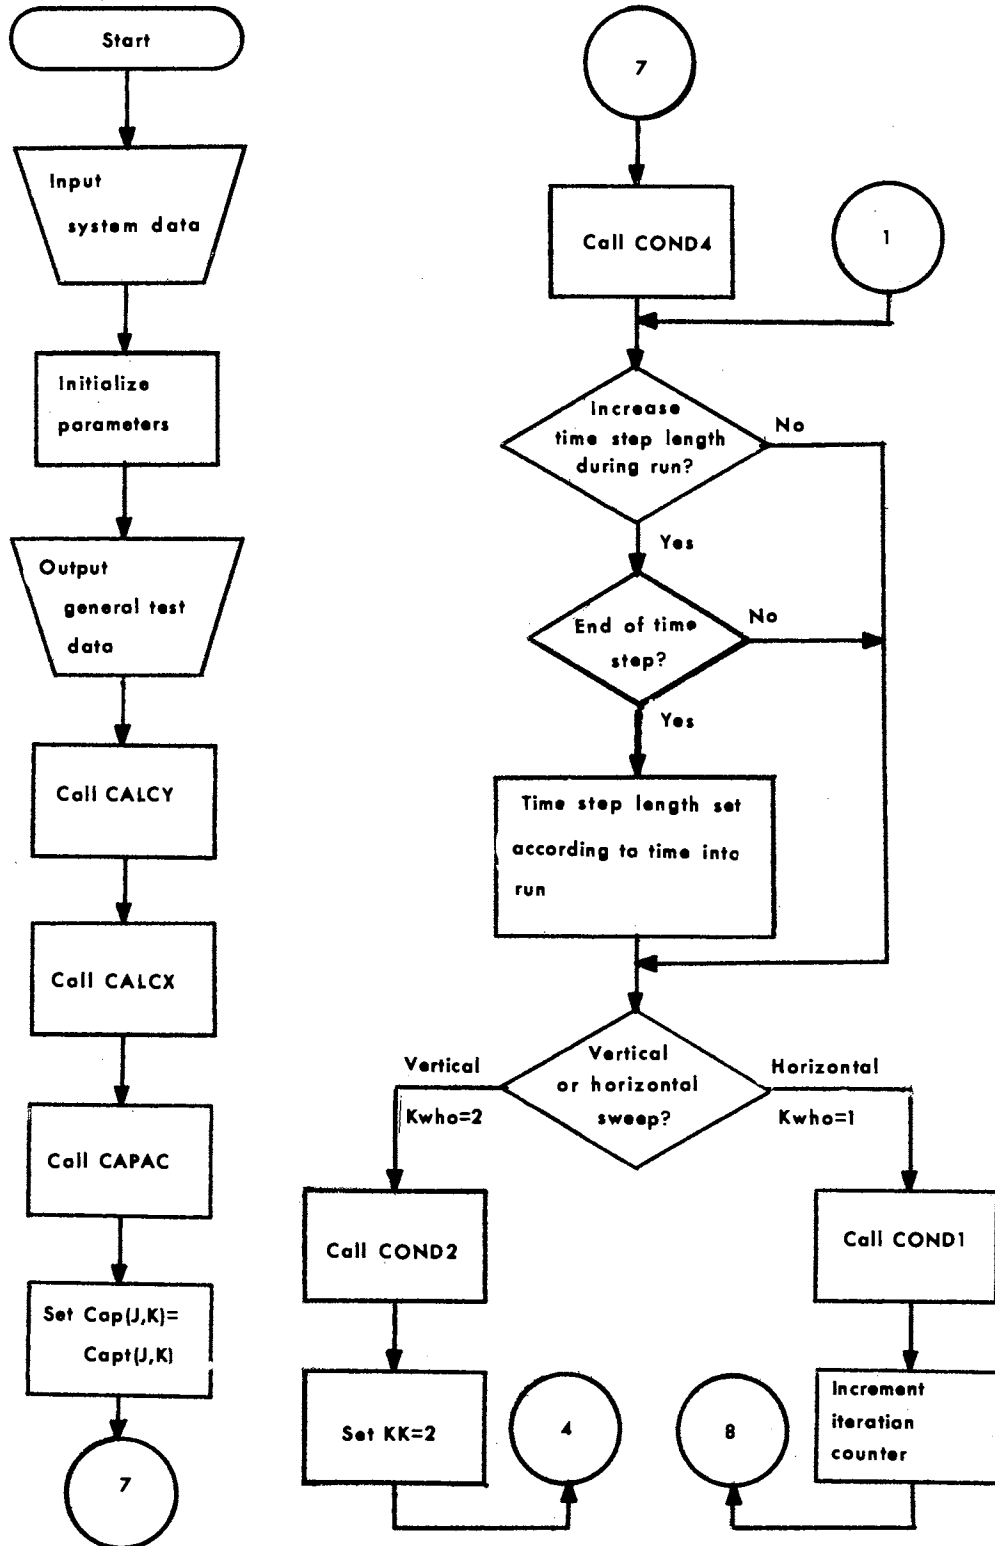 Start
Input
system data
Initialize
parameters
Output
general test
data
Call CALCY
Call CALCX
Call CAPAC
Set Cap(J,K)=
Capt(J,K)
7
7
Call COND4
1
Increase
time step length
during run?
No
Yes
End of time
step?
No
Yes
Time step length set
according to time into
run
Vertical
or horizontal
sweep?
Vertical
Kwho=2
Horizontal
Kwho=1
Call COND2
Set KK=2
4
Call COND1
Increment
iteration
counter
8